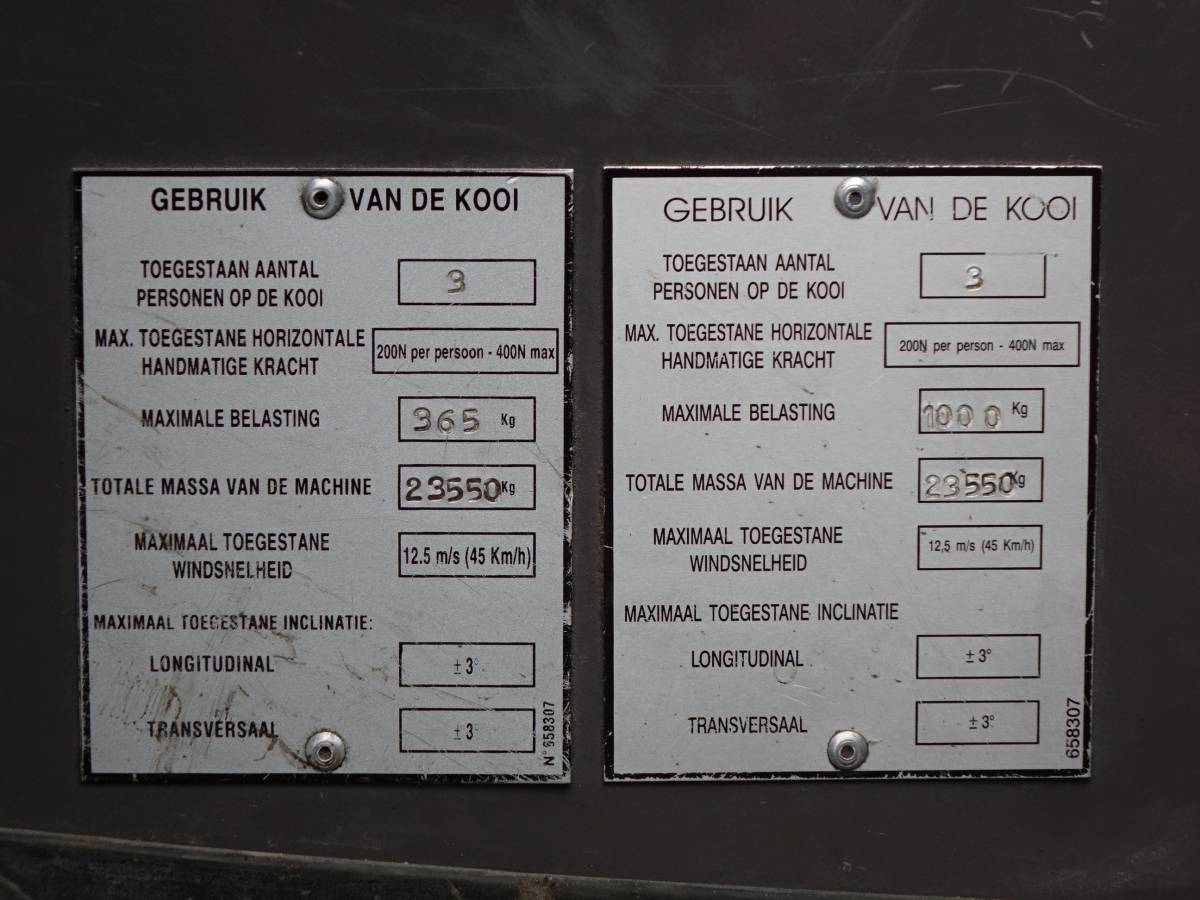 GEBRUIK VAN DE KOOI
TOEGESTAAN AANTAL
PERSONEN OP DE KOOI
3
MAX. TOEGESTANE HORIZONTALE
HANDMATIGE KRACHT
200N per persoon - 400N max
MAXIMALE BELASTING
365 Kg
TOTALE MASSA VAN DE MACHINE
23550 Kg
MAXIMAAL TOEGESTANE
WINDSNELHEID
12.5 m/s (45 Km/h)
MAXIMAAL TOEGESTANE INCLINATIE:
LONGITUDINAL
± 3°
TRANSVERSAAL
± 3°
N° 658307
GEBRUIK VAN DE KOOI
TOEGESTAAN AANTAL
PERSONEN OP DE KOOI
3
MAX. TOEGESTANE HORIZONTALE
HANDMATIGE KRACHT
200N per person - 400N max
MAXIMALE BELASTING
1000 Kg
TOTALE MASSA VAN DE MACHINE
23550 Kg
MAXIMAAL TOEGESTANE
WINDSNELHEID
12,5 m/s (45 Km/h)
MAXIMAAL TOEGESTANE INCLINATIE
LONGITUDINAL
± 3°
TRANSVERSAAL
± 3°
658307